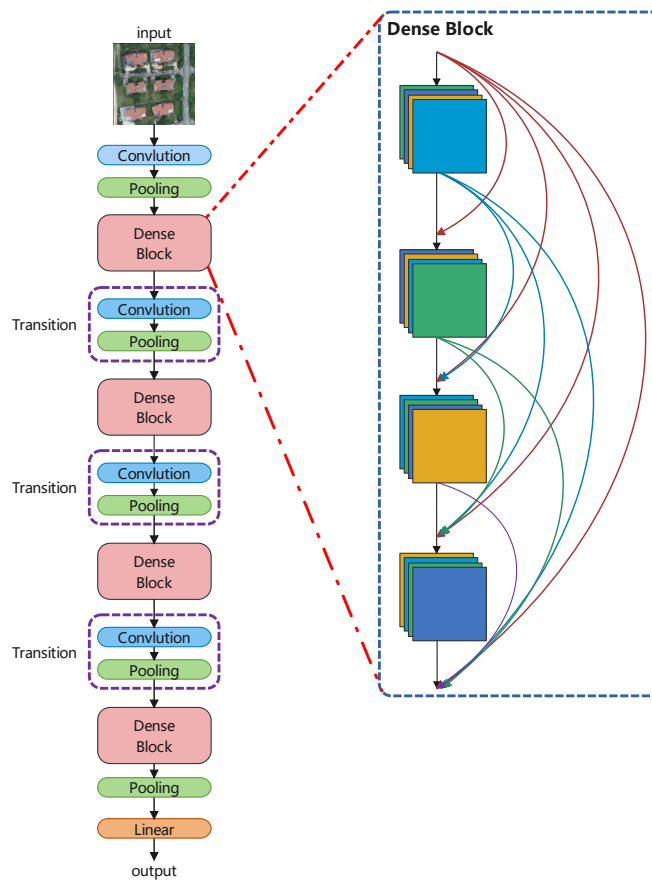 input
Convlution
Pooling
Dense
Block
Transition
Convlution
Pooling
Dense
Block
Transition
Convlution
Pooling
Dense
Block
Transition
Convlution
Pooling
Dense
Block
Pooling
Linear
output
Dense Block